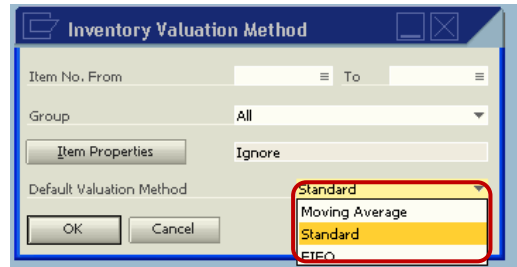 Inventory Valuation Method
Item No. From To
Group All
Item Properties Ignore
Default Valuation Method Standard
Moving Average
OK Cancel Standard
FIFO